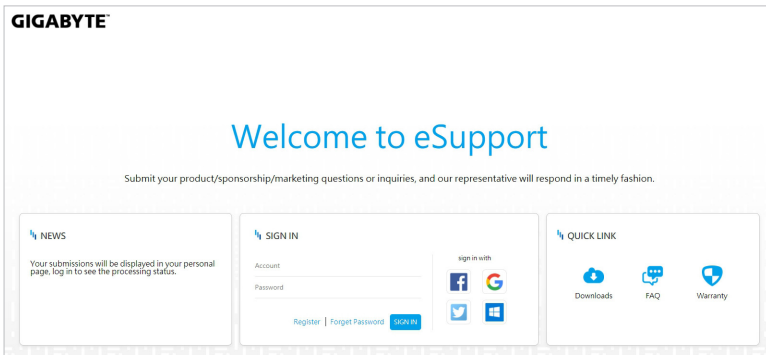 GIGABYTE™
Welcome to eSupport
Submit your product/sponsorship/marketing questions or inquiries, and our representative will respond in a timely fashion.
NEWS
Your submissions will be displayed in your personal
page, log in to see the processing status.
SIGN IN
Account
Password
Register | Forget Password SIGN IN
sign in with
QUICK LINK
Downloads FAQ Warranty